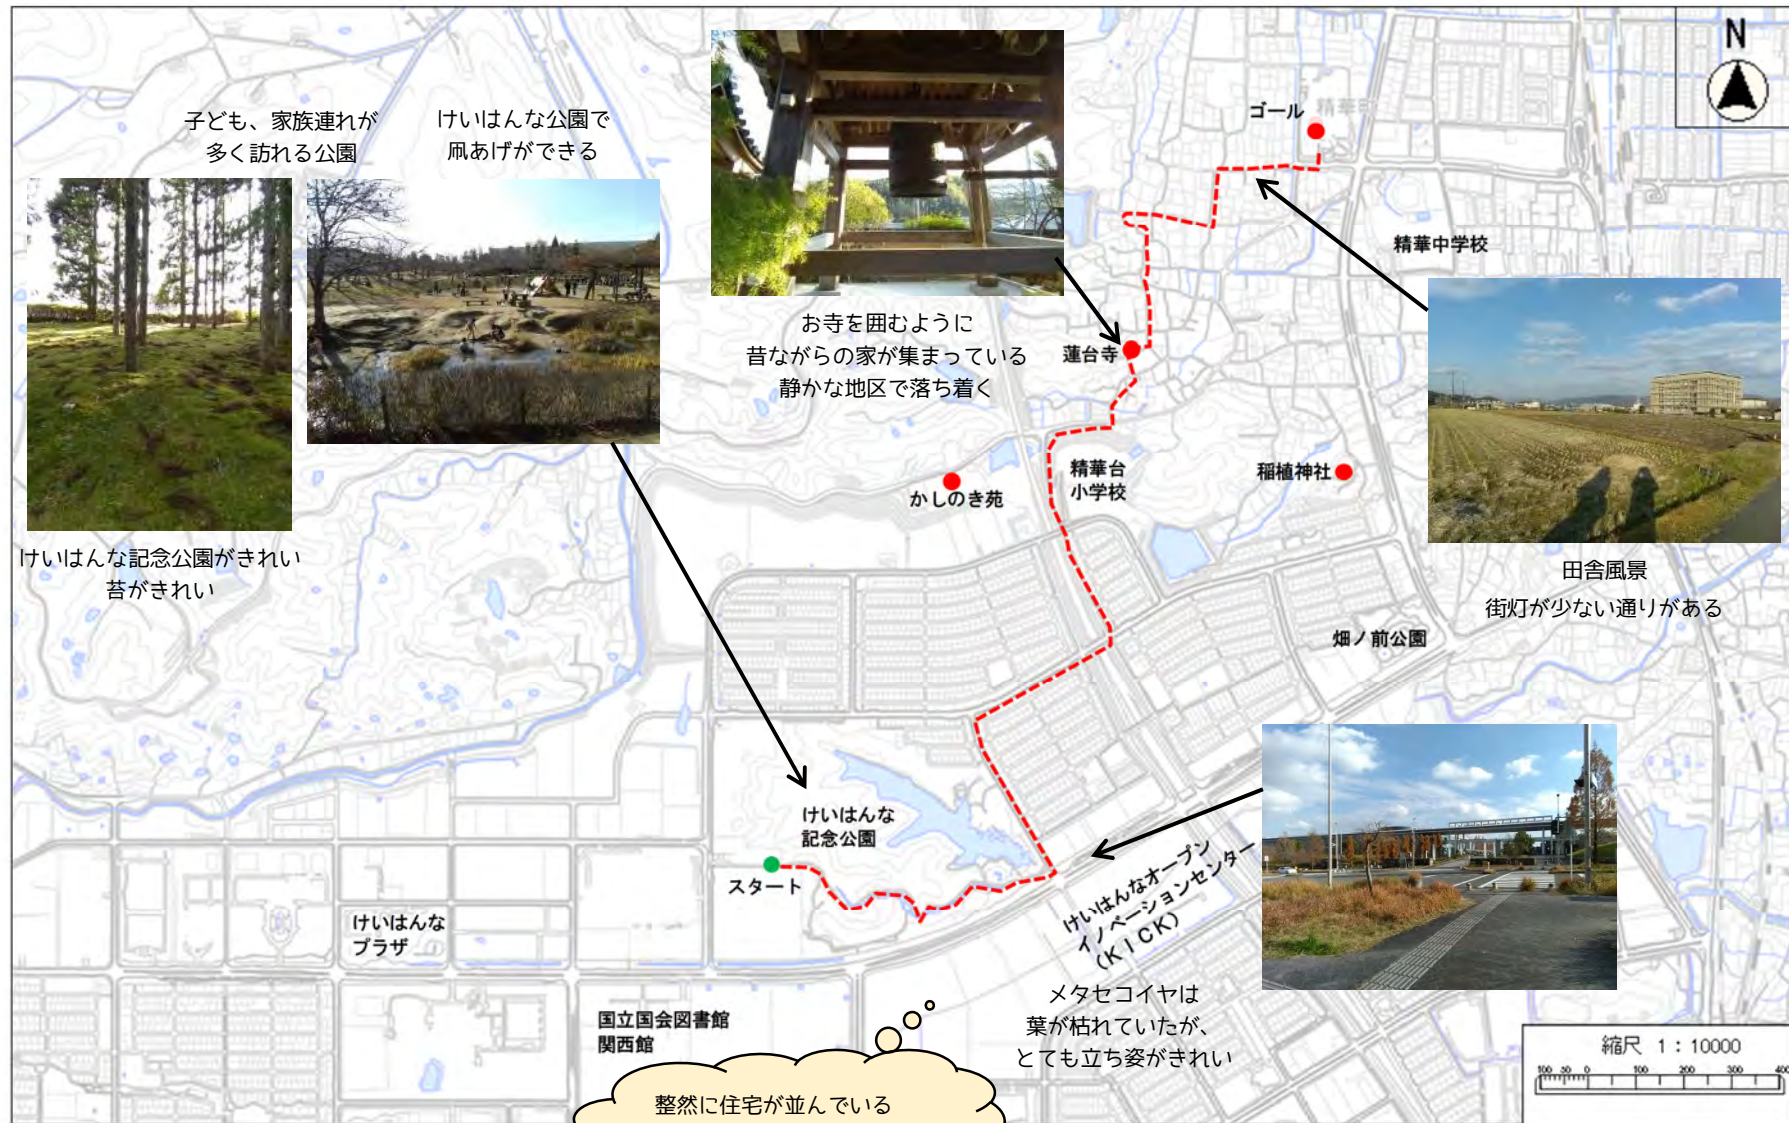 N
ゴール
精華町
子ども、家族連れが
多く訪れる公園
けいはんな公園で
凧あげができる
精華中学校
お寺を囲むように
昔ながらの家が集まっている
静かな地区で落ち着く
蓮台寺
精華台
小学校
稲植神社
かしのき苑
けいはんな記念公園がきれい
苔がきれい
田舎風景
街灯が少ない通りがある
畑ノ前公園
けいはんな
記念公園
スタート
けいはんな
プラザ
けいはんなオープン
イノベーションセンター
(KICK)
メタセコイヤは
葉が枯れていたが、
とても立ち姿がきれい
国立国会図書館
関西館
整然に住宅が並んでいる
縮尺 1:10000
100 50 0 100 200 300 400